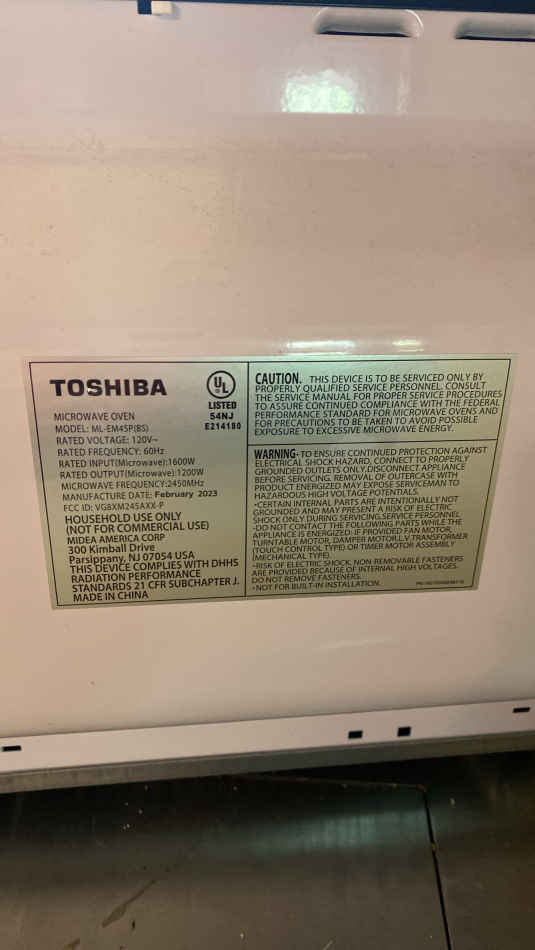 TOSHIBA
UL
LISTED
54NJ
E214180
MICROWAVE OVEN
MODEL: ML-EM45P(BS)
RATED VOLTAGE: 120V~
RATED FREQUENCY: 60Hz
RATED INPUT(Microwave):1600W
RATED OUTPUT(Microwave):1200W
MICROWAVE FREQUENCY:2450MHz
MANUFACTURE DATE: February 2023
FCC ID: VG8XM245AXX-P
HOUSEHOLD USE ONLY
(NOT FOR COMMERCIAL USE)
MIDEA AMERICA CORP
300 Kimball Drive
Parsippany, NJ 07054 USA
THIS DEVICE COMPLIES WITH DHHS
RADIATION PERFORMANCE
STANDARDS 21 CFR SUBCHAPTER J.
MADE IN CHINA
CAUTION. THIS DEVICE IS TO BE SERVICED ONLY BY
PROPERLY QUALIFIED SERVICE PERSONNEL. CONSULT
THE SERVICE MANUAL FOR PROPER SERVICE PROCEDURES
TO ASSURE CONTINUED COMPLIANCE WITH THE FEDERAL
PERFORMANCE STANDARD FOR MICROWAVE OVENS AND
FOR PRECAUTIONS TO BE TAKEN TO AVOID POSSIBLE
EXPOSURE TO EXCESSIVE MICROWAVE ENERGY.
WARNING- TO ENSURE CONTINUED PROTECTION AGAINST
ELECTRICAL SHOCK HAZARD, CONNECT TO PROPERLY
GROUNDED OUTLETS ONLY.DISCONNECT APPLIANCE
BEFORE SERVICING. REMOVAL OF OUTERCASE WITH
PRODUCT ENERGIZED MAY EXPOSE SERVICEMAN TO
HAZARDOUS HIGH VOLTAGE POTENTIALS.
•CERTAIN INTERNAL PARTS ARE INTENTIONALLY NOT
GROUNDED AND MAY PRESENT A RISK OF ELECTRIC
SHOCK ONLY DURING SERVICING.SERVICE PERSONNEL
-DO NOT CONTACT THE FOLLOWING PARTS WHILE THE
APPLIANCE IS ENERGIZED: IF PROVIDED FAN MOTOR,
TURNTABLE MOTOR, DAMPER MOTOR,L.V.TRANSFORMER
(TOUCH CONTROL TYPE) OR TIMER MOTOR ASSEMBLY
(MECHANICAL TYPE).
•RISK OF ELECTRIC SHOCK, NON REMOVABLE FASTENERS
ARE PROVIDED BECAUSE OF INTERNAL HIGH VOLTAGES.
DO NOT REMOVE FASTENERS.
•NOT FOR BUILT-IN INSTALLATION.